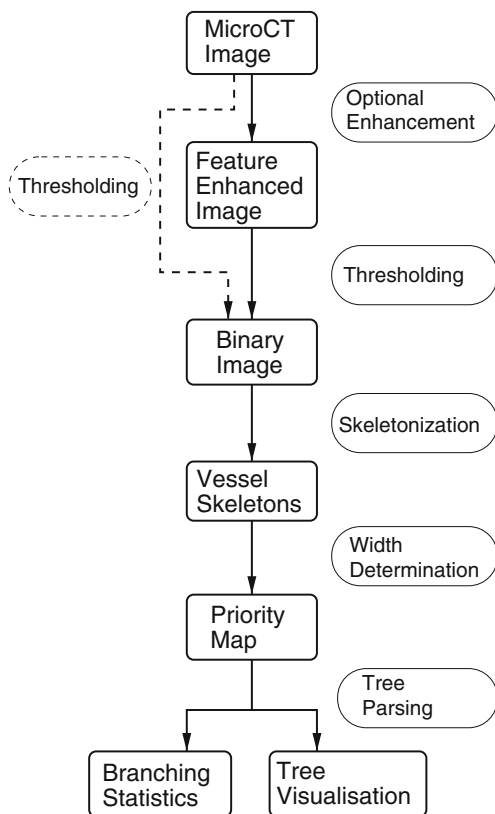 MicroCT
Image
Optional
Enhancement
Thresholding
Feature
Enhanced
Image
Thresholding
Binary
Image
Skeletonization
Vessel
Skeletons
Width
Determination
Priority
Map
Tree
Parsing
Branching
Statistics
Tree
Visualisation